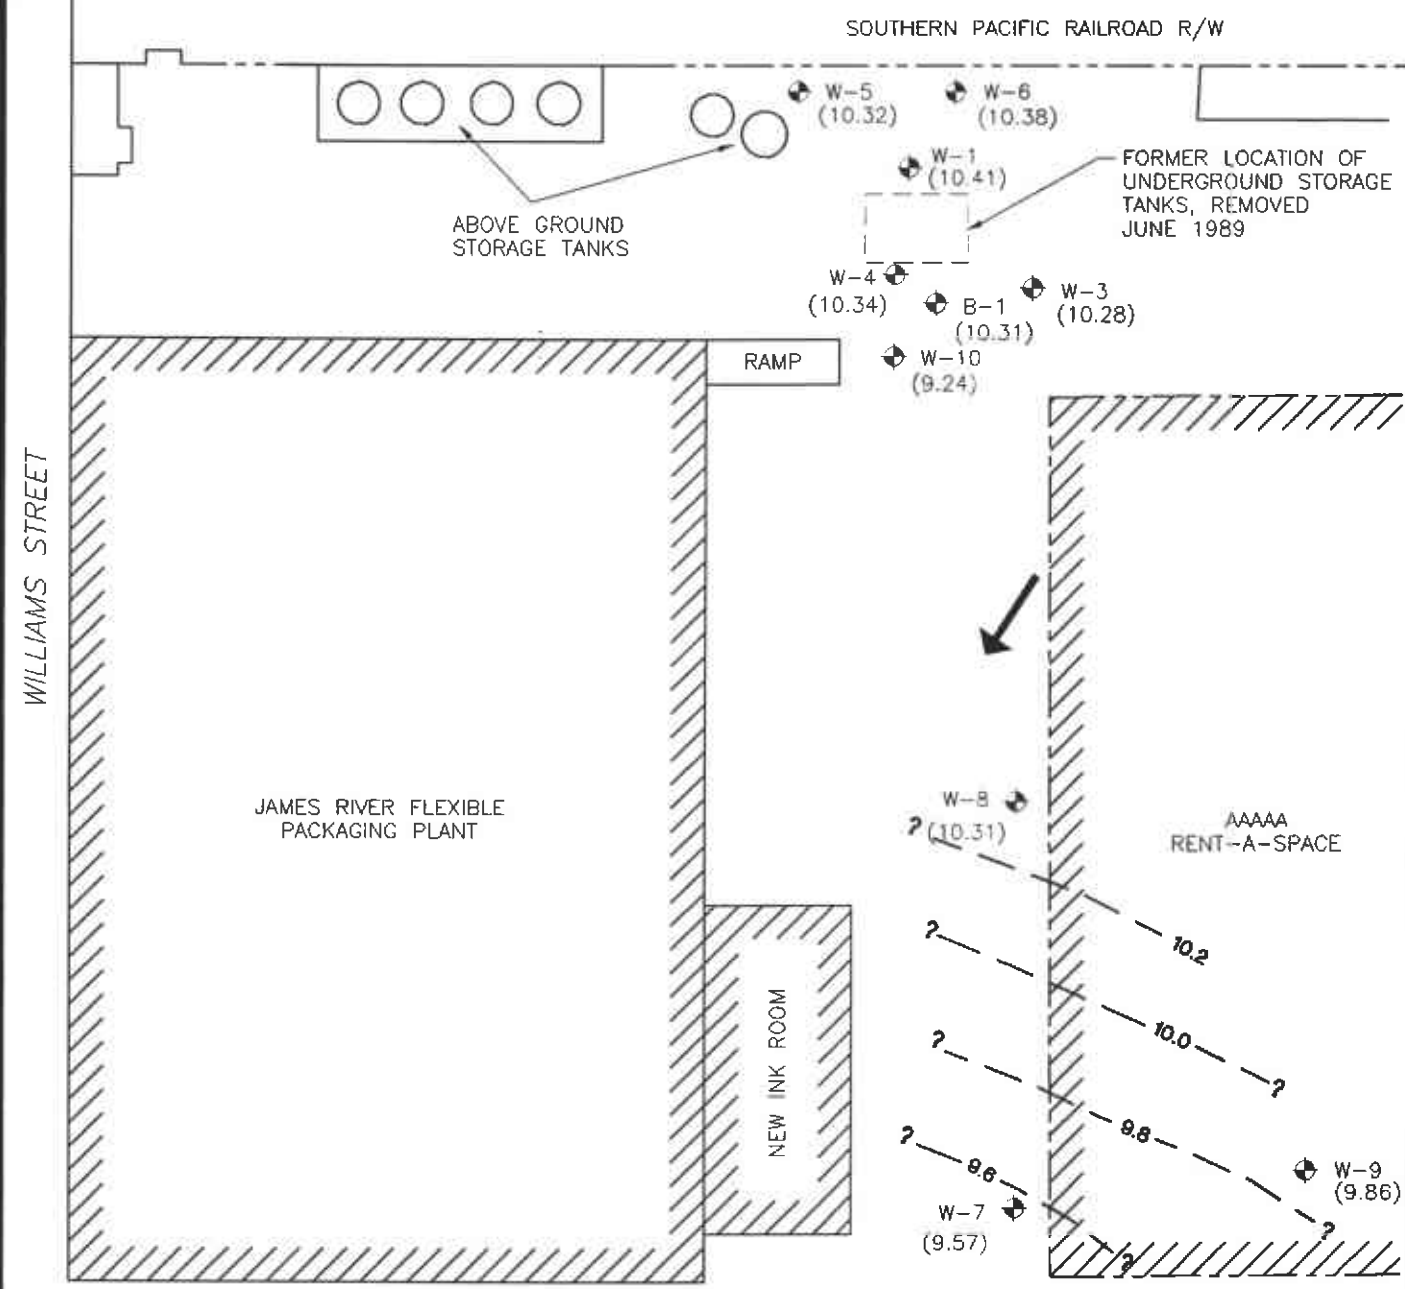 SOUTHERN PACIFIC RAILROAD R/W
W-5
(10.32)
W-6
(10.38)
W-1
(10.41)
FORMER LOCATION OF
UNDERGROUND STORAGE
TANKS, REMOVED
JUNE 1989
ABOVE GROUND
STORAGE TANKS
W-4
(10.34)
B-1
(10.31)
W-3
(10.28)
RAMP
W-10
(9.24)
WILLIAMS STREET
JAMES RIVER FLEXIBLE
PACKAGING PLANT
W-8
(10.31)
AAAAA
RENT-A-SPACE
?
10.2
?
10.0
?
?
9.8
?
?
9.6
?
NEW INK ROOM
W-9
(9.86)
W-7
(9.57)